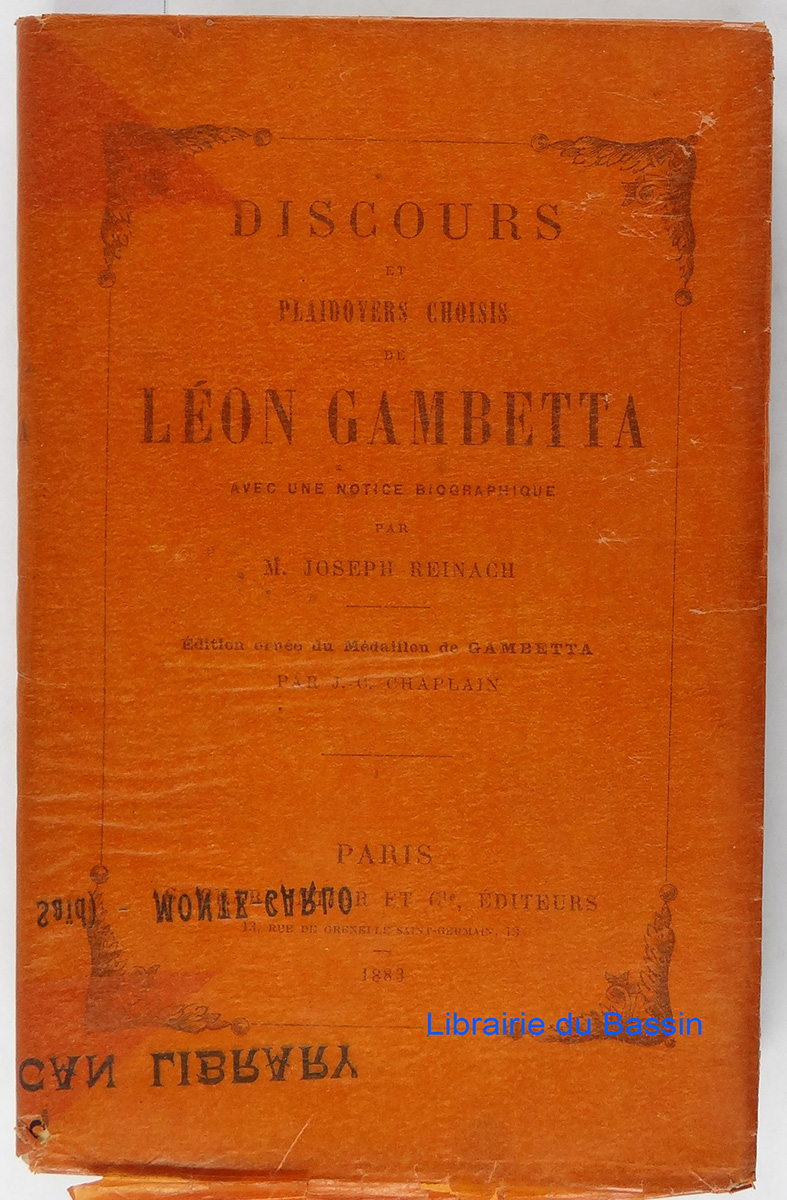 DISCOURS
ET
PLAIDOYERS CHOISIS
DE
LÉON GAMBETTA
AVEC UNE NOTICE BIOGRAPHIQUE
PAR
M. JOSEPH REINACH
Édition ornée du Médaillon de GAMBETTA
PAR J.-C. CHAPLAIN
PARIS
ET Cie, ÉDITEURS
MONTE-CARLO
13, RUE DE GRENELLE-SAINT-GERMAIN, 13
1883
Librairie du Bassin
CAN LIBRARY